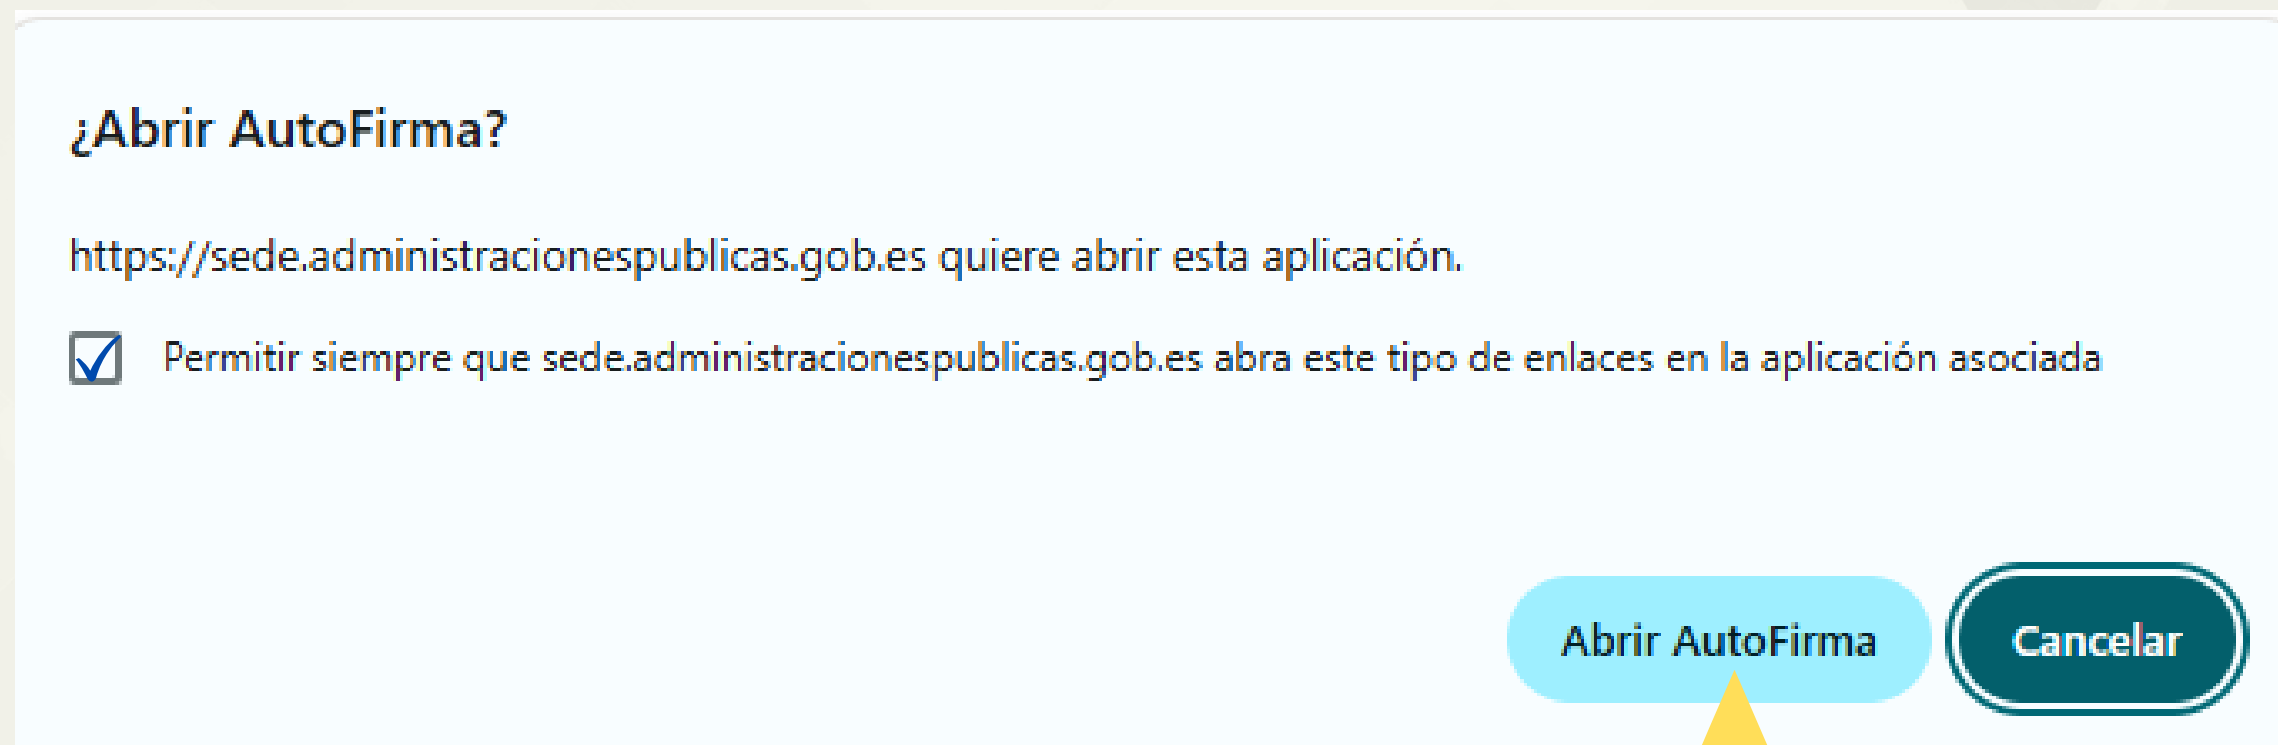 ¿Abrir AutoFirma?
https://sede.administracionespublicas.gob.es quiere abrir esta aplicación.
Permitir siempre que sede.administracionespublicas.gob.es abra este tipo de enlaces en la aplicación asociada
Abrir AutoFirma
Cancelar